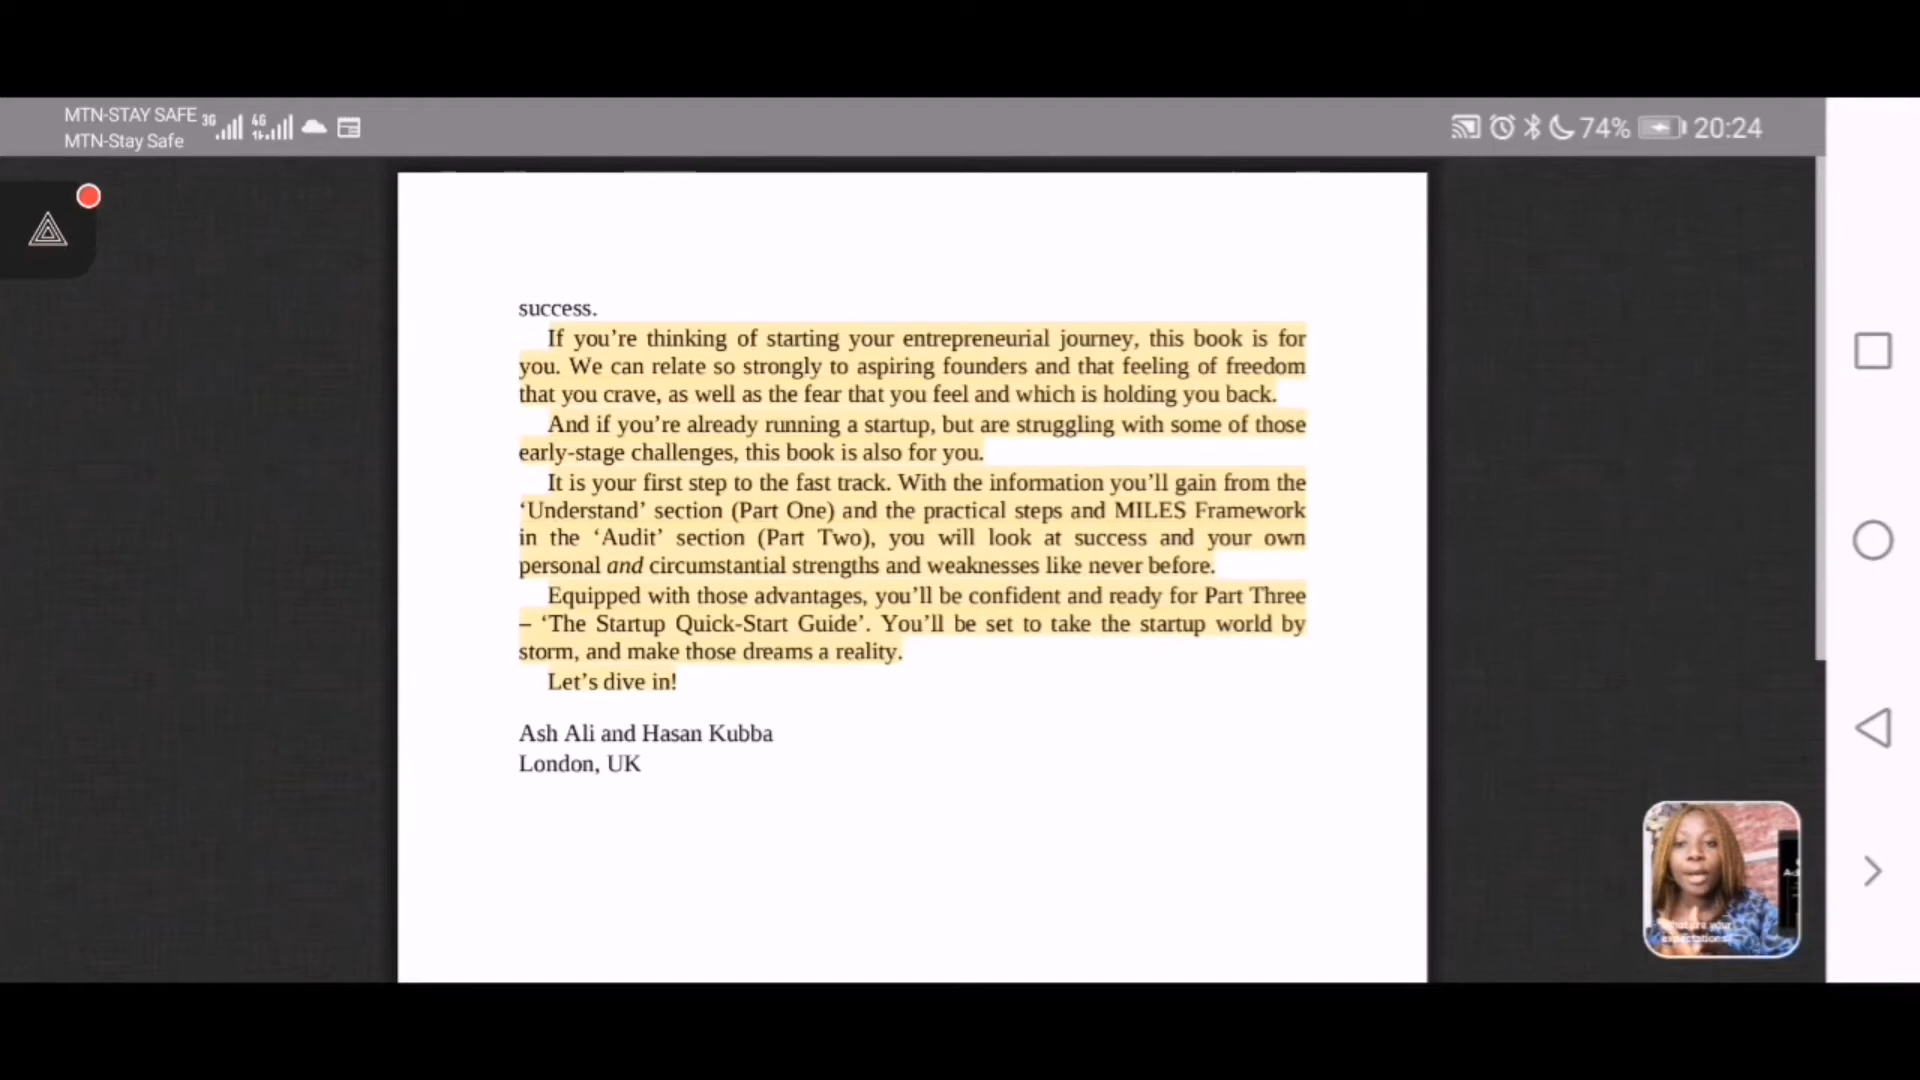 MTN-STAY SAFE 3G 4G
MTN-Stay Safe
74% 20:24
success.
If you’re thinking of starting your entrepreneurial journey, this book is for
you. We can relate so strongly to aspiring founders and that feeling of freedom
that you crave, as well as the fear that you feel and which is holding you back.
And if you’re already running a startup, but are struggling with some of those
early-stage challenges, this book is also for you.
It is your first step to the fast track. With the information you’ll gain from the
‘Understand’ section (Part One) and the practical steps and MILES Framework
in the ‘Audit’ section (Part Two), you will look at success and your own
personal and circumstantial strengths and weaknesses like never before.
Equipped with those advantages, you’ll be confident and ready for Part Three
– ‘The Startup Quick-Start Guide’. You’ll be set to take the startup world by
storm, and make those dreams a reality.
Let’s dive in!
Ash Ali and Hasan Kubba
London, UK